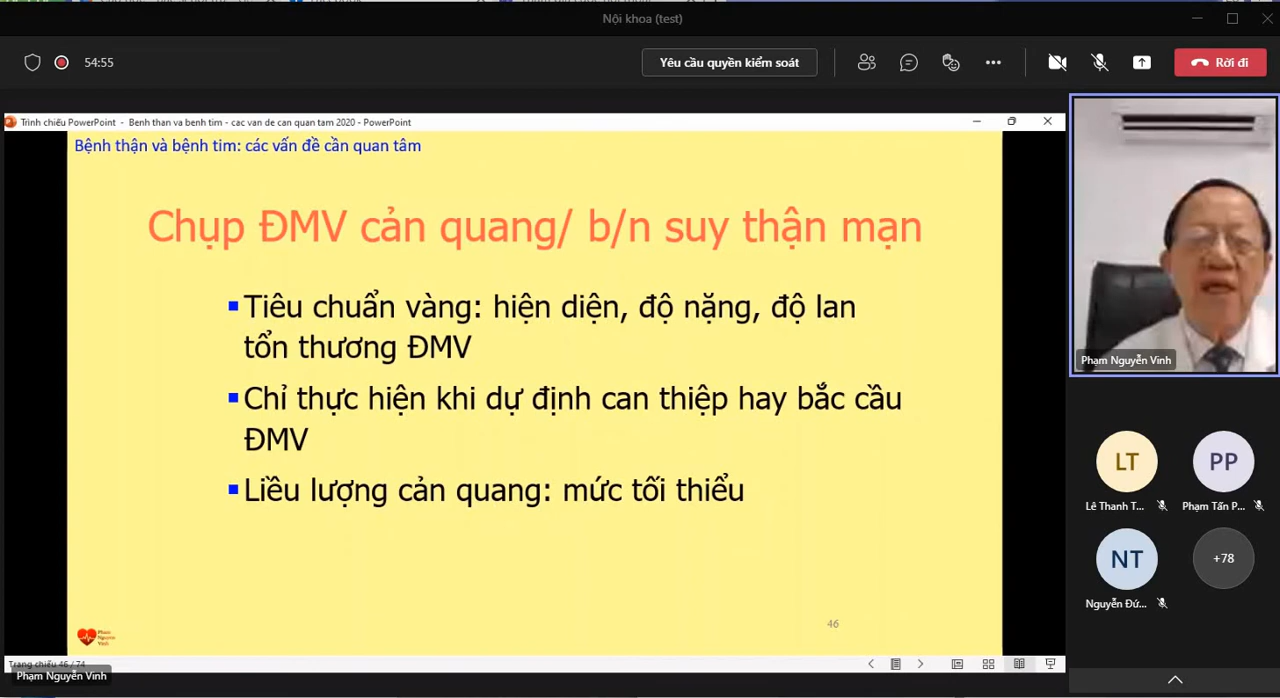 Nội khoa (test)
54:55
Yêu cầu quyền kiểm soát
Rời đi
Trình chiếu PowerPoint - Benh than va benh tim - cac van de can quan tam 2020 - PowerPoint
Bệnh thận và bệnh tim: các vấn đề cần quan tâm
Chụp ĐMV cản quang/ b/n suy thận mạn
Tiêu chuẩn vàng: hiện diện, độ nặng, độ lan
tổn thương ĐMV
Chỉ thực hiện khi dự định can thiệp hay bắc cầu
ĐMV
Liều lượng cản quang: mức tối thiểu
Pham
Nguyen
Vinh
46
Trang chiếu 46 / 74
Phạm Nguyễn Vinh
Phạm Nguyễn Vinh
LT
PP
Lê Thanh T...
Phạm Tấn P...
NT
+78
Nguyễn Đứ...